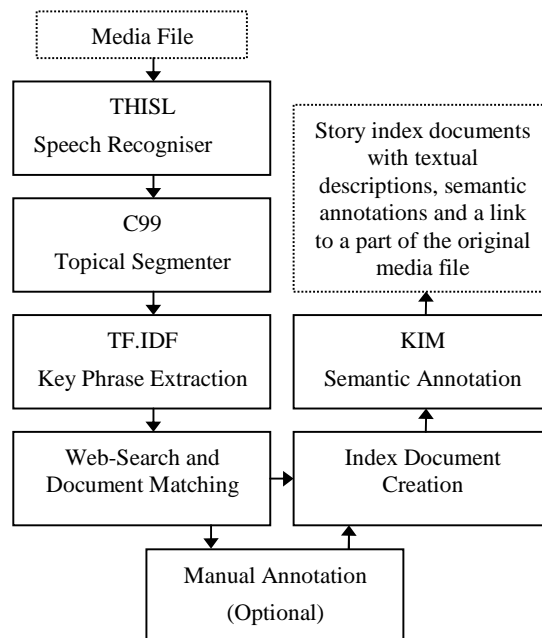 Media File
THISL
Speech Recogniser
C99
Topical Segmenter
TF.IDF
Key Phrase Extraction
Web-Search and
Document Matching
Manual Annotation
(Optional)
Index Document
Creation
KIM
Semantic Annotation
Story index documents
with textual
descriptions, semantic
annotations and a link
to a part of the original
media file